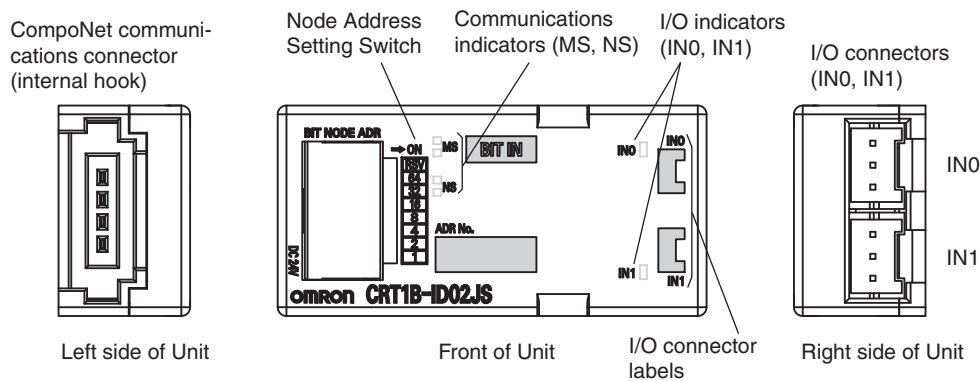 CompoNet communi-
cations connector
(internal hook)
Node Address
Setting Switch
Communications
indicators (MS, NS)
I/O indicators
(IN0, IN1)
I/O connectors
(IN0, IN1)
BIT NODE ADR
ON
RSV
64
32
16
8
4
2
1
MS
NS
BIT IN
ADR No.
DC24V
IN0
IN0
IN1
IN1
OMRON CRT1B-ID02JS
IN0
IN1
Left side of Unit
Front of Unit
I/O connector
labels
Right side of Unit